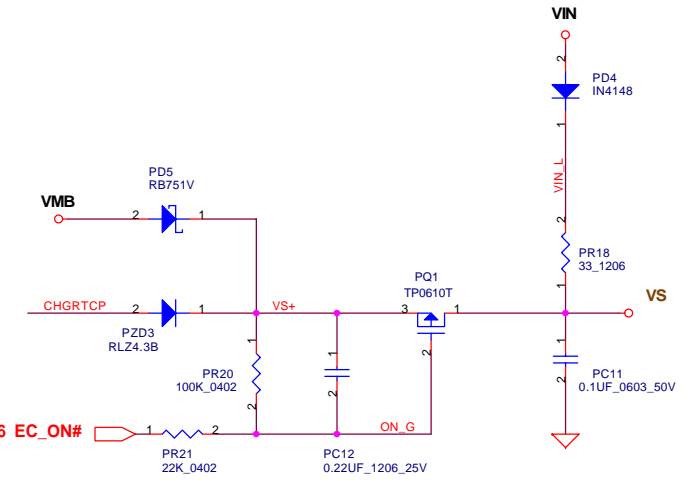 VIN
2
PD4
IN4148
1
VIN_L
PD5
RB751V
VMB
2
1
2
PR18
33_1206
1
PQ1
TP0610T
VS
CHGRTCP
2
1
VS+
3
1
PZD3
RLZ4.3B
2
1
PR20
100K_0402
2
1
2
1
PC11
0.1UF_0603_50V
2
6 EC_ON#
1
2
ON_G
PR21
22K_0402
PC12
0.22UF_1206_25V